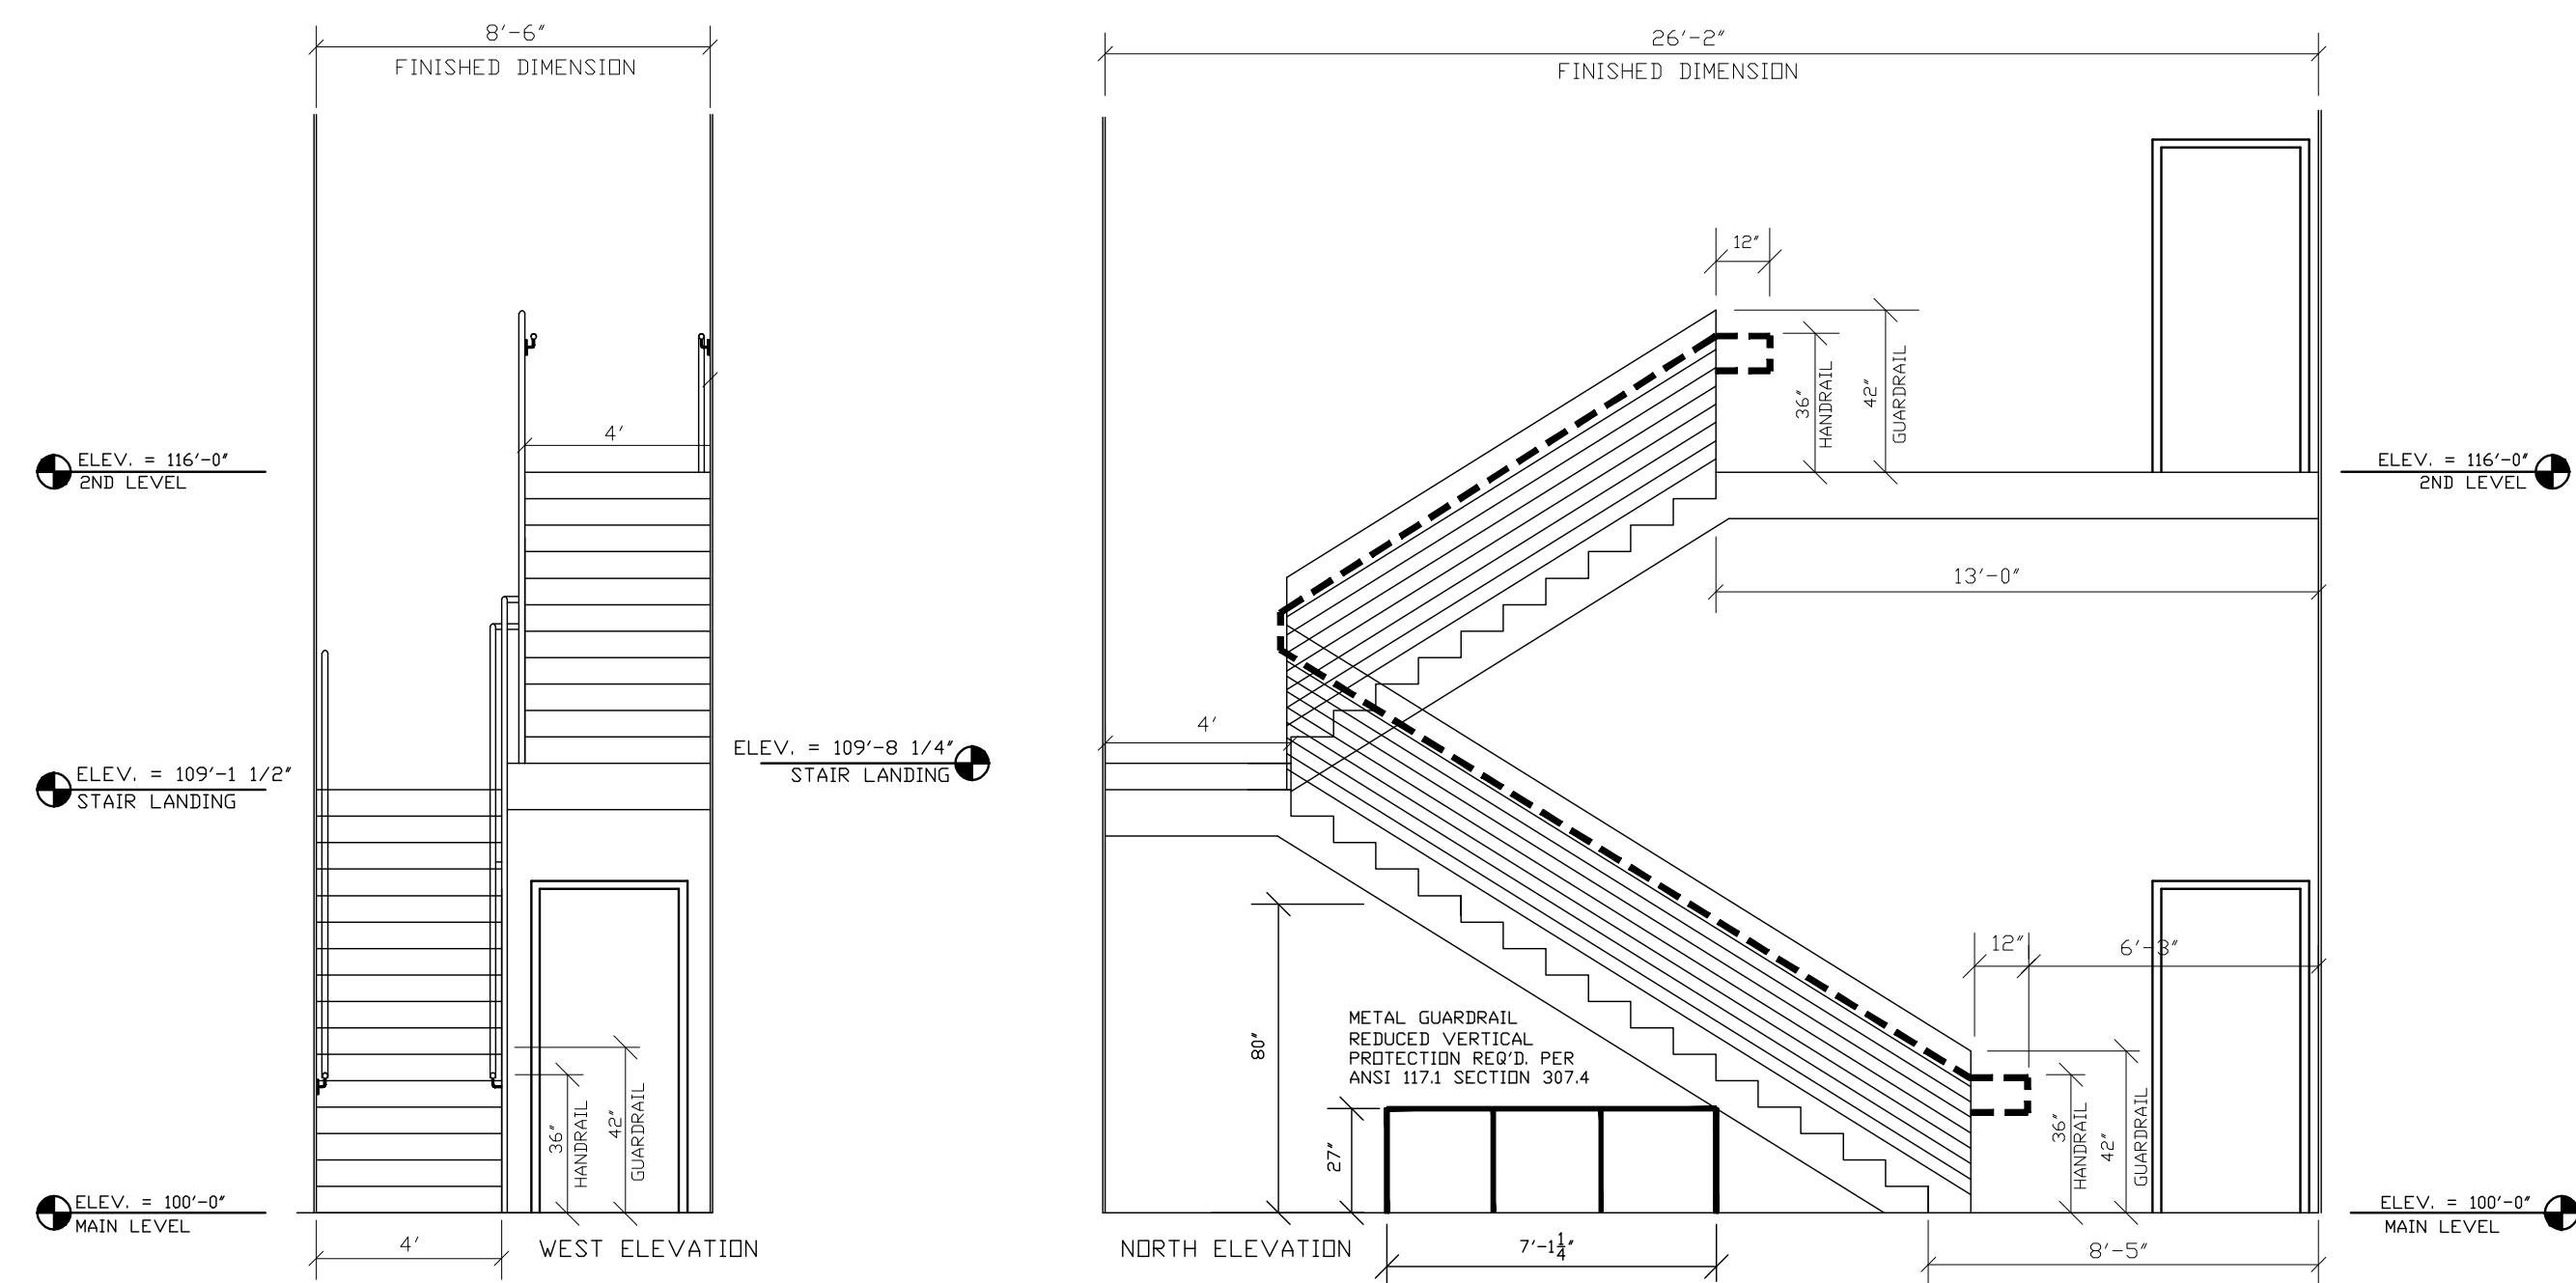 8'-6"
FINISHED DIMENSION
26'-2"
FINISHED DIMENSION
12"
36"
HANDRAIL
42"
GUARDRAIL
4'
ELEV. = 116'-0"
2ND LEVEL
ELEV. = 116'-0"
2ND LEVEL
13'-0"
4'
ELEV. = 109'-8 1/4"
STAIR LANDING
ELEV. = 109'-1 1/2"
STAIR LANDING
12"
6'-3"
80"
METAL GUARDRAIL
REDUCED VERTICAL
PROTECTION REQ'D. PER
ANSI 117.1 SECTION 307.4
36"
HANDRAIL
42"
GUARDRAIL
27"
36"
HANDRAIL
42"
GUARDRAIL
ELEV. = 100'-0"
MAIN LEVEL
ELEV. = 100'-0"
MAIN LEVEL
4'
WEST ELEVATION
NORTH ELEVATION
7'-1 1/4"
8'-5"